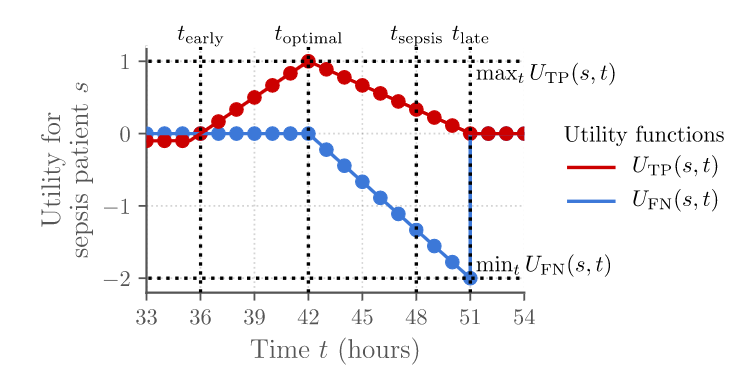 t_early t_optimal t_sepsis t_late
1
max_t U_TP(s, t)
0
−1
−2
min_t U_FN(s, t)
Utility for
sepsis patient s
33 36 39 42 45 48 51 54
Time t (hours)
Utility functions
U_TP(s, t)
U_FN(s, t)